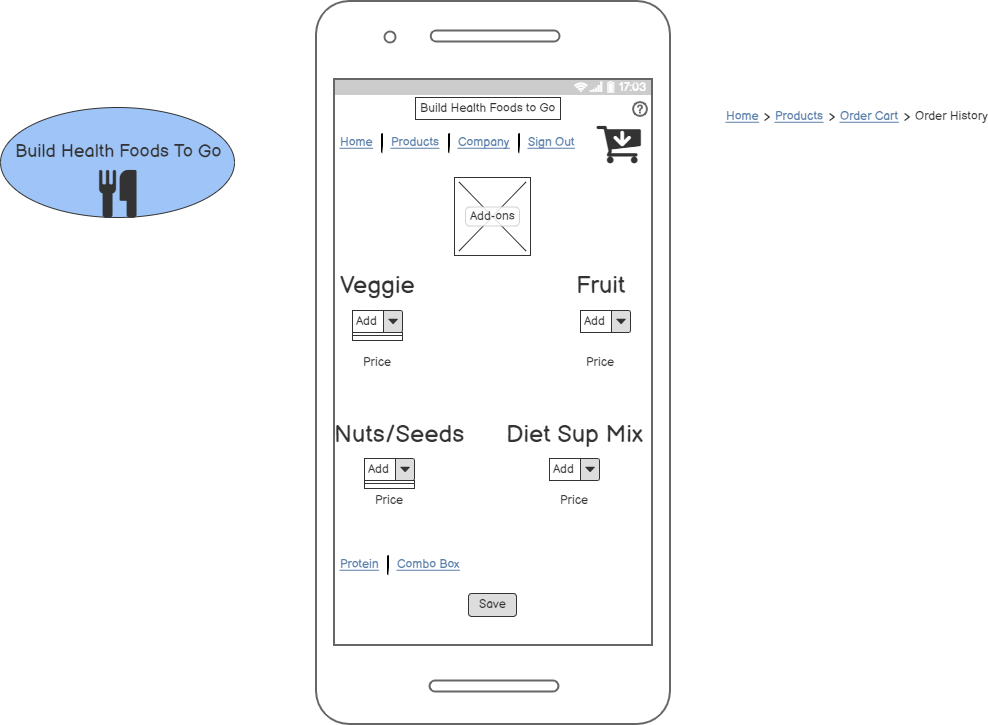 17:03
Build Health Foods to Go
?
Home Products Company Sign Out
Build Health Foods To Go
Home > Products > Order Cart > Order History
Add-ons
Veggie Fruit
Add Add
Price Price
Nuts/Seeds Diet Sup Mix
Add Add
Price Price
Protein Combo Box
Save